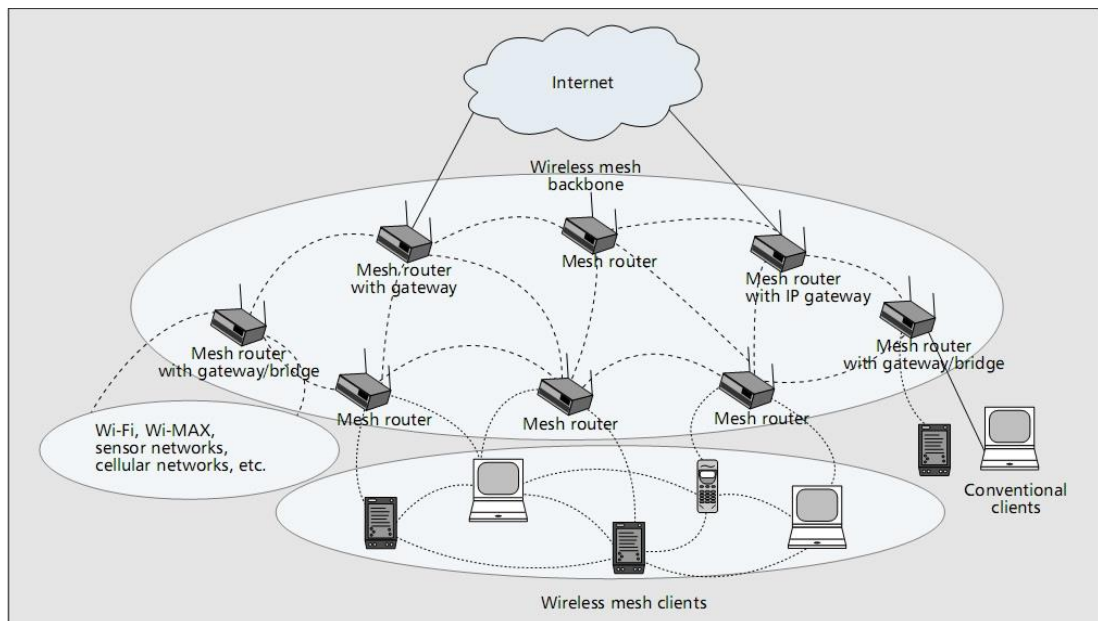 Internet
Wireless mesh
backbone
Mesh router
with gateway
Mesh router
Mesh router
with IP gateway
Mesh router
with gateway/bridge
Mesh router
with gateway/bridge
Mesh router
Mesh router
Mesh router
Wi-Fi, Wi-MAX,
sensor networks,
cellular networks, etc.
Conventional
clients
Wireless mesh clients